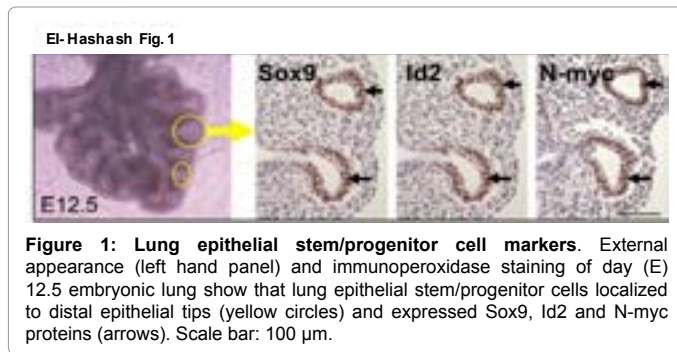 El- Hashash Fig. 1
Sox9
Id2
N-myc
E12.5
Figure 1: Lung epithelial stem/progenitor cell markers. External
appearance (left hand panel) and immunoperoxidase staining of day (E)
12.5 embryonic lung show that lung epithelial stem/progenitor cells localized
to distal epithelial tips (yellow circles) and expressed Sox9, Id2 and N-myc
proteins (arrows). Scale bar: 100 μm.